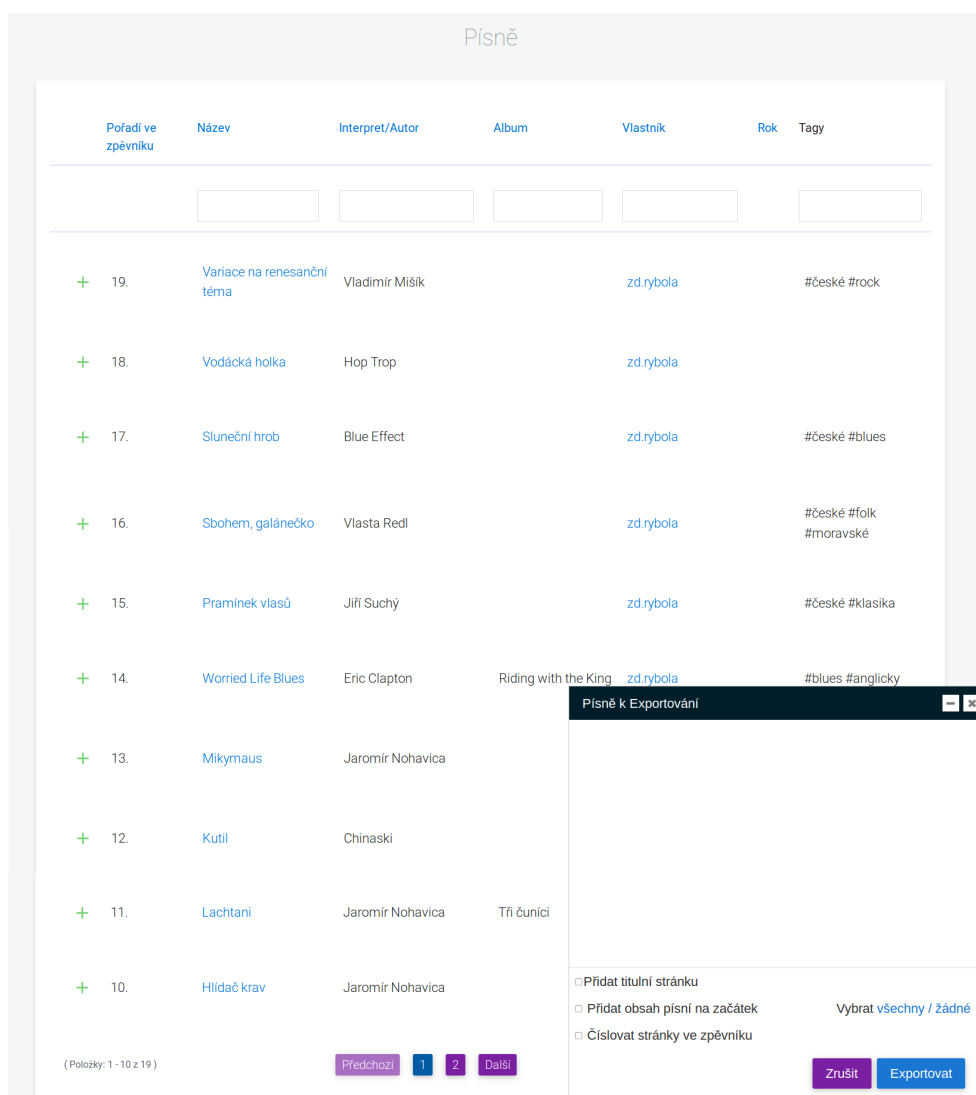 Písně
Pořadí ve zpěvníku Název Interpret/Autor Album Vlastník Rok Tagy
+ 19. Variace na renesanční téma Vladimír Mišík zd.rybola #české #rock
+ 18. Vodácká holka Hop Trop zd.rybola
+ 17. Sluneční hrob Blue Effect zd.rybola #české #blues
+ 16. Sbohem, galánečko Vlasta Redl zd.rybola #české #folk #moravské
+ 15. Pramínek vlasů Jiří Suchý zd.rybola #české #klasika
+ 14. Worried Life Blues Eric Clapton Riding with the King zd.rybola #blues #anglicky
+ 13. Mikymaus Jaromír Nohavica
+ 12. Kutil Chinaski
+ 11. Lachtani Jaromír Nohavica Tři čuníci
+ 10. Hlídač krav Jaromír Nohavica
( Položky: 1 - 10 z 19 ) Předchozí 1 2 Další
Písně k Exportování
Přidat titulní stránku
Přidat obsah písní na začátek Vybrat všechny / žádné
Číslovat stránky ve zpěvníku
Zrušit Exportovat